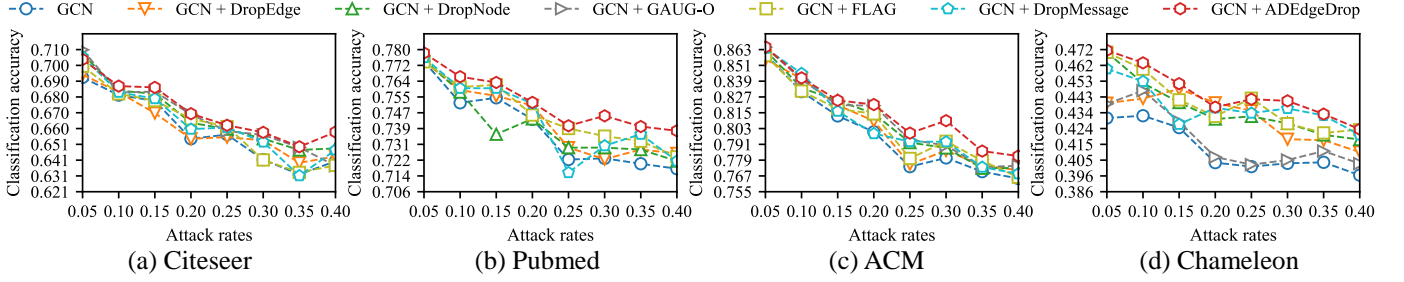 GCN GCN + DropEdge GCN + DropNode GCN + GAUG-O GCN + FLAG GCN + DropMessage GCN + ADEdgeDrop
Classification accuracy
0.710
0.700
0.690
0.680
0.670
0.660
0.651
0.641
0.631
0.621
0.05 0.10 0.15 0.20 0.25 0.30 0.35 0.40
Attack rates
(a) Citeseer
Classification accuracy
0.780
0.772
0.764
0.755
0.747
0.739
0.731
0.722
0.714
0.706
0.05 0.10 0.15 0.20 0.25 0.30 0.35 0.40
Attack rates
(b) Pubmed
Classification accuracy
0.863
0.851
0.839
0.827
0.815
0.803
0.791
0.779
0.767
0.755
0.05 0.10 0.15 0.20 0.25 0.30 0.35 0.40
Attack rates
(c) ACM
Classification accuracy
0.472
0.462
0.453
0.443
0.434
0.424
0.415
0.405
0.396
0.386
0.05 0.10 0.15 0.20 0.25 0.30 0.35 0.40
Attack rates
(d) Chameleon